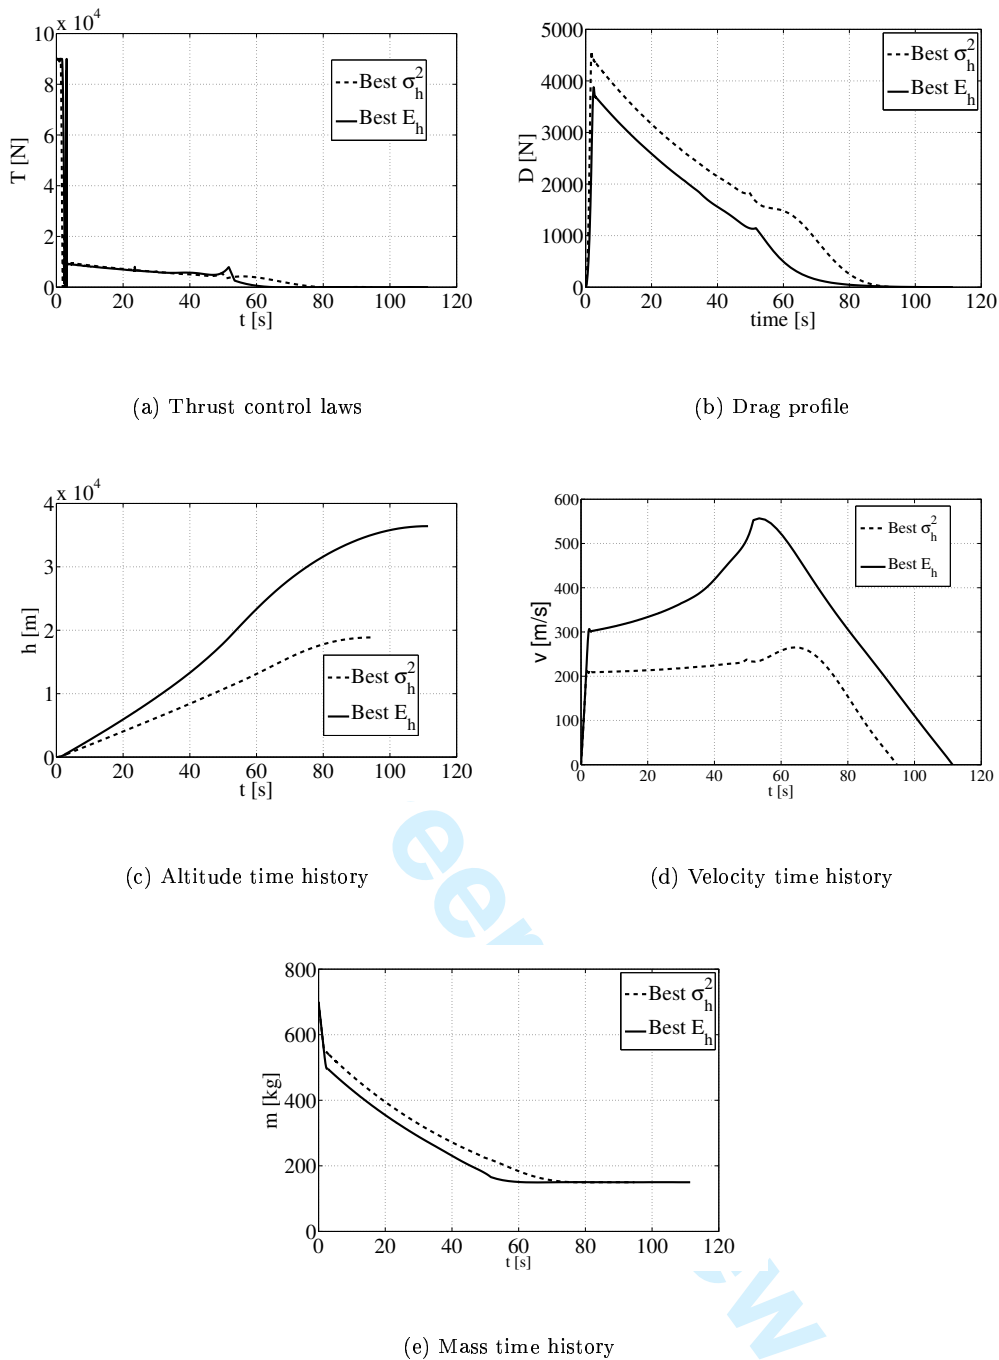 x 10^4
10
8
6
4
2
0
T [N]
0 20 40 60 80 100 120
t [s]
Best σ_h^2
Best E_h
(a) Thrust control laws
5000
4000
3000
2000
1000
0
D [N]
0 20 40 60 80 100 120
time [s]
Best σ_h^2
Best E_h
(b) Drag profile
x 10^4
4
3
2
1
0
h [m]
0 20 40 60 80 100 120
t [s]
Best σ_h^2
Best E_h
(c) Altitude time history
600
500
400
300
200
100
0
v [m/s]
0 20 40 60 80 100 120
t [s]
Best σ_h^2
Best E_h
(d) Velocity time history
800
600
400
200
0
m [kg]
0 20 40 60 80 100 120
t [s]
Best σ_h^2
Best E_h
(e) Mass time history